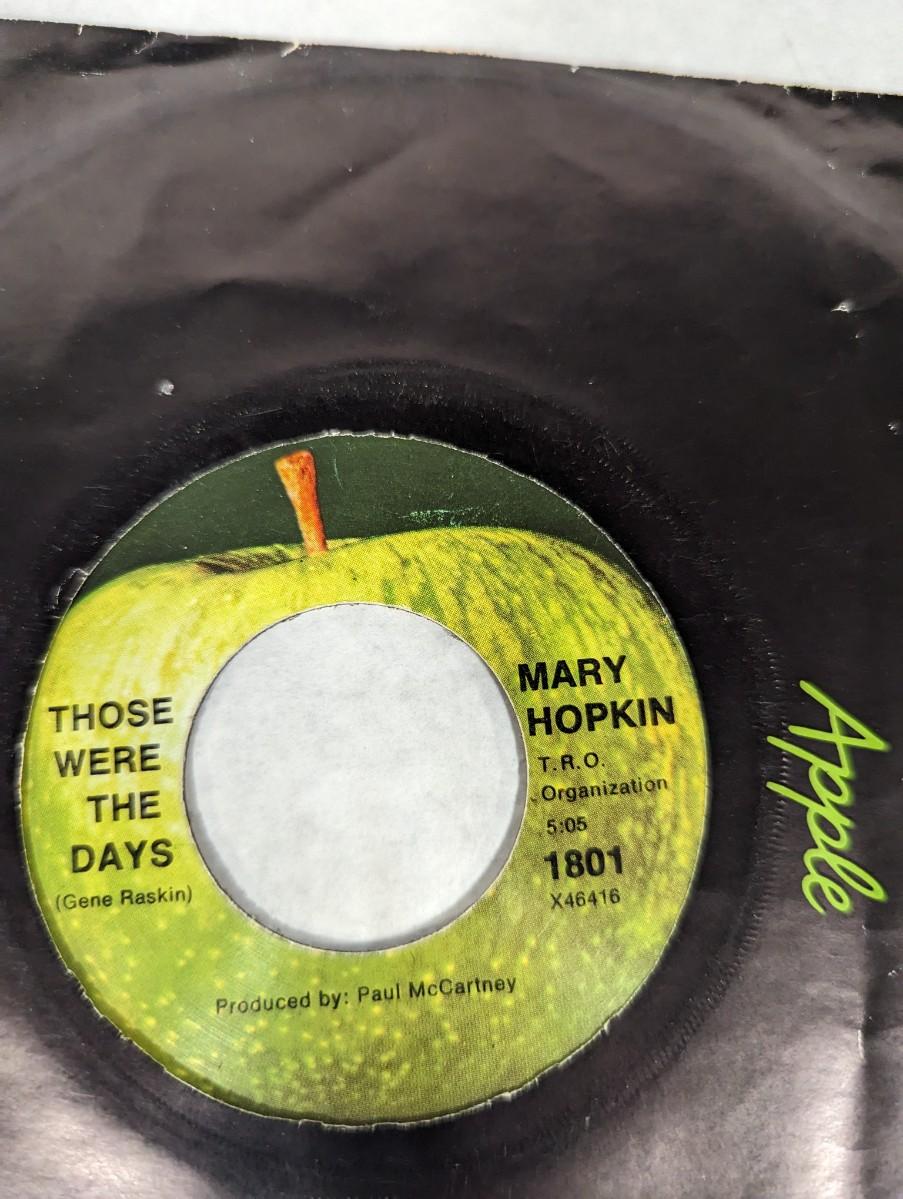 THOSE
WERE
THE
DAYS
(Gene Raskin)
MARY
HOPKIN
T.R.O.
Organization
5:05
1801
X46416
Produced by: Paul McCartney
Apple